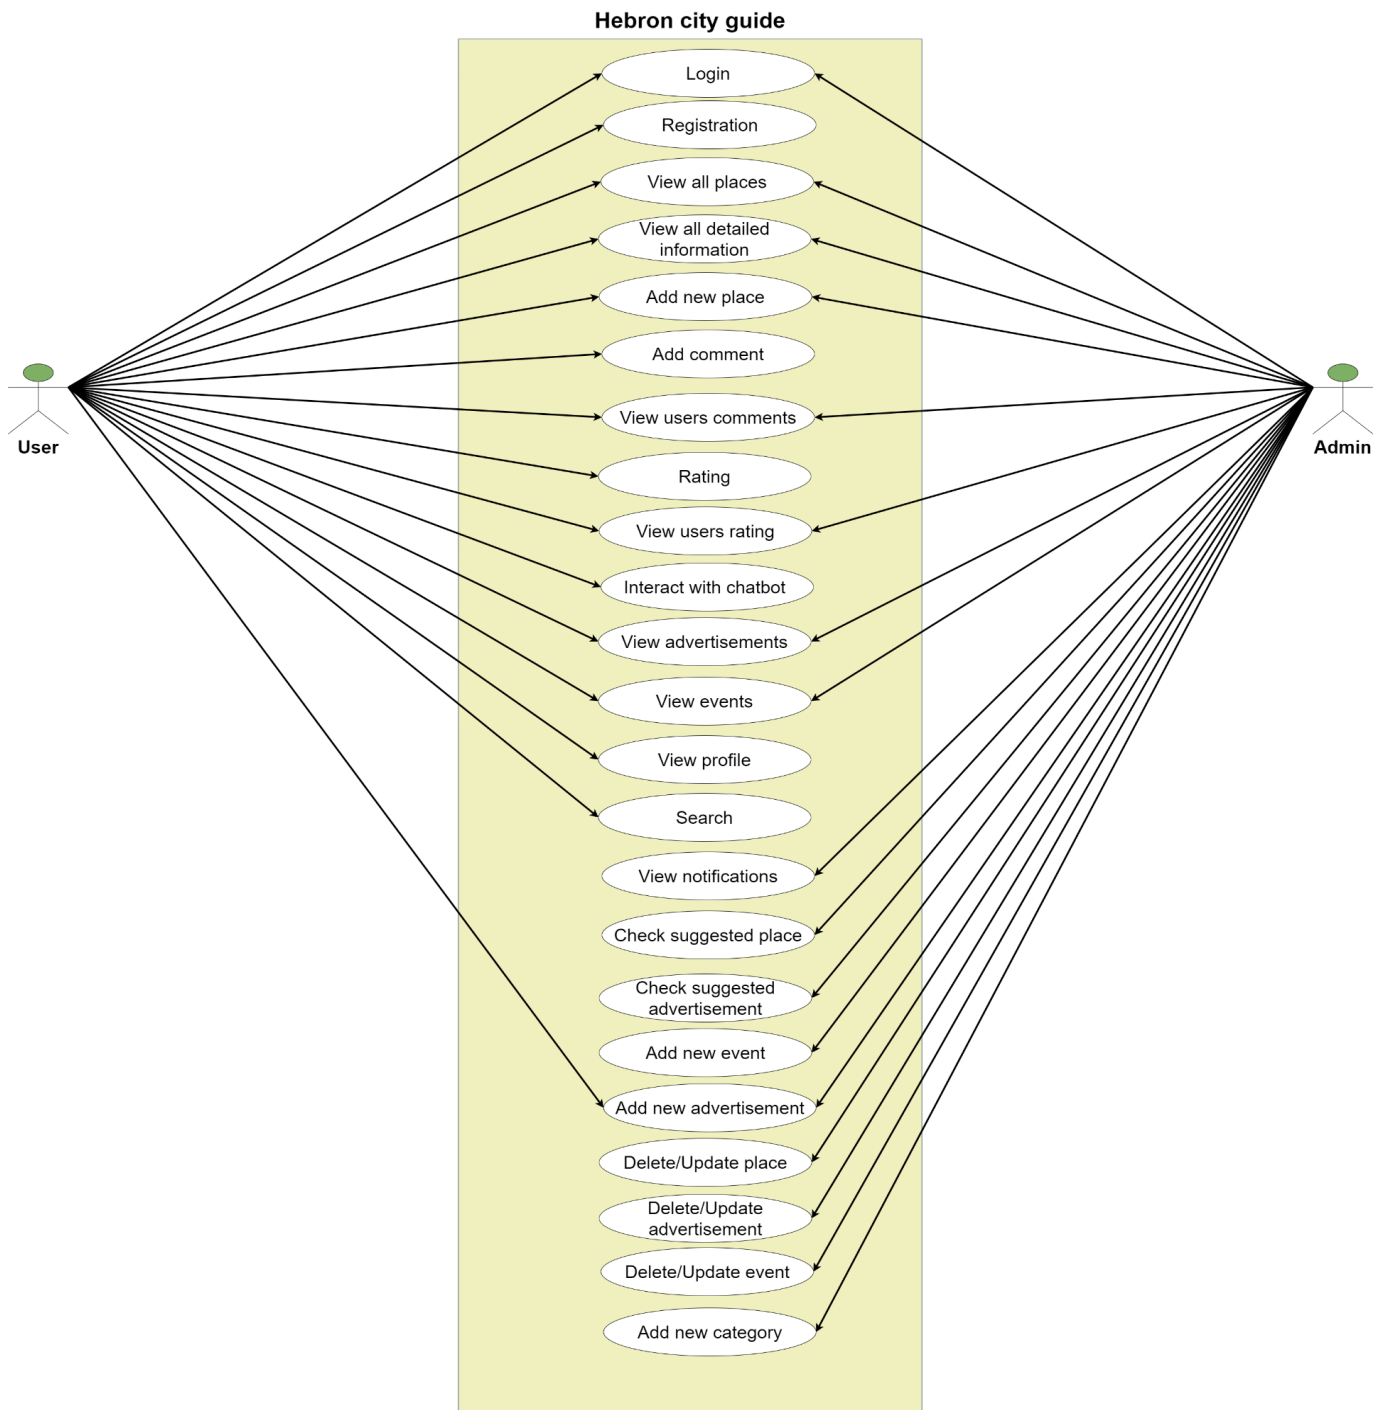 Hebron city guide
Login
Registration
View all places
View all detailed
information
Add new place
Add comment
View users comments
User
Admin
Rating
View users rating
Interact with chatbot
View advertisements
View events
View profile
Search
View notifications
Check suggested place
Check suggested
advertisement
Add new event
Add new advertisement
Delete/Update place
Delete/Update
advertisement
Delete/Update event
Add new category